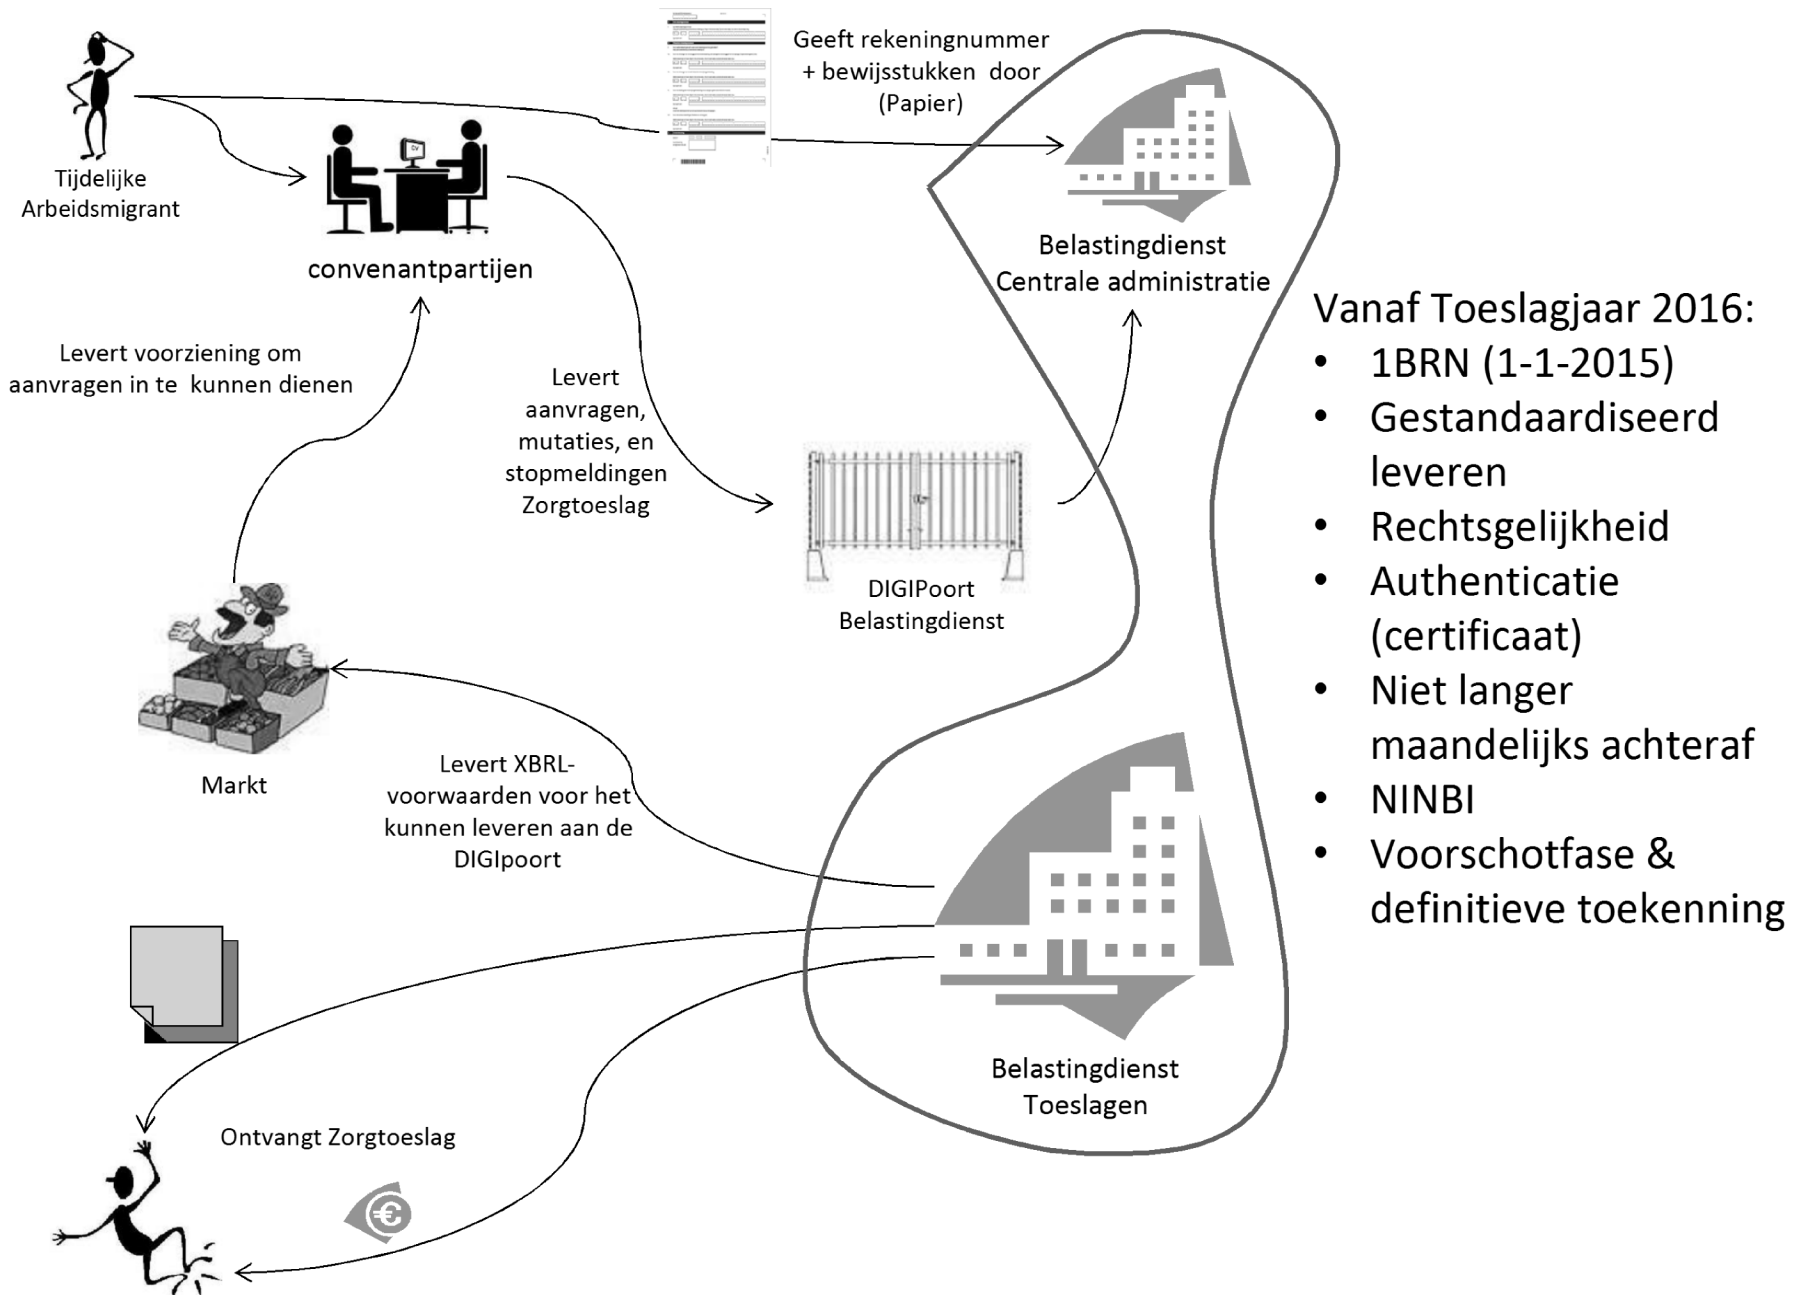 Geeft rekeningnummer
+ bewijsstukken door
(Papier)
CV
Tijdelijke
Arbeidsmigrant
convenantpartijen
Belastingdienst
Centrale administratie
Levert voorziening om
aanvragen in te kunnen dienen
Levert
aanvragen,
mutaties, en
stopmeldingen
Zorgtoeslag
DIGIPoort
Belastingdienst
Markt
Levert XBRL-
voorwaarden voor het
kunnen leveren aan de
DIGIpoort
Belastingdienst
Toeslagen
Ontvangt Zorgtoeslag
€
Vanaf Toeslagjaar 2016:
• 1BRN (1-1-2015)
• Gestandaardiseerd
leveren
• Rechtsgelijkheid
• Authenticatie
(certificaat)
• Niet langer
maandelijks achteraf
• NINBI
• Voorschotfase &
definitieve toekenning